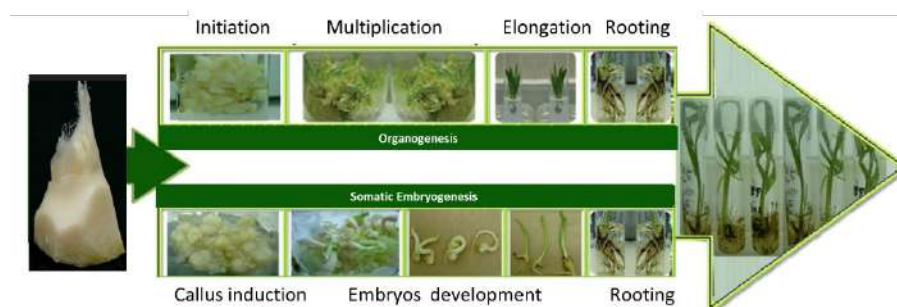 Initiation Multiplication Elongation Rooting
Organogenesis
Somatic Embryogenesis
Callus induction Embryos development Rooting